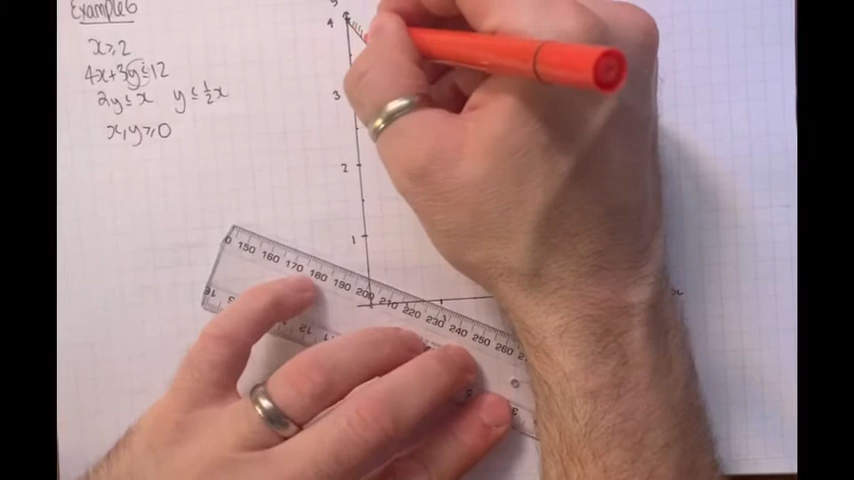 Example 6
x ≥ 2
4x+3y ≤ 12
2y ≤ x y ≤ ½x
x,y ≥ 0
y
4
3
2
1
x
0 150 160 170 180 190 200 210 220 230 240 250 260